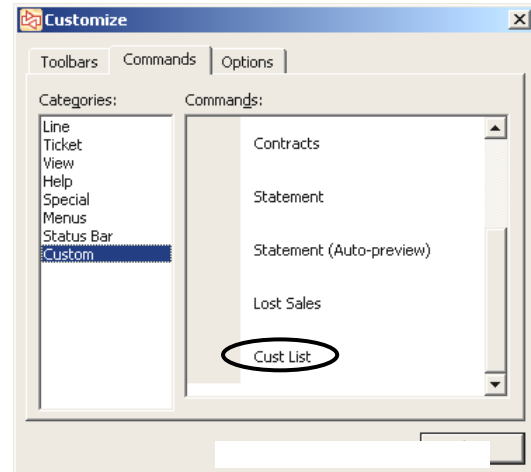 Customize
Toolbars Commands Options
Categories: Commands:
Line
Ticket
View
Help
Special
Menus
Status Bar
Custom
Contracts
Statement
Statement (Auto-preview)
Lost Sales
Cust List